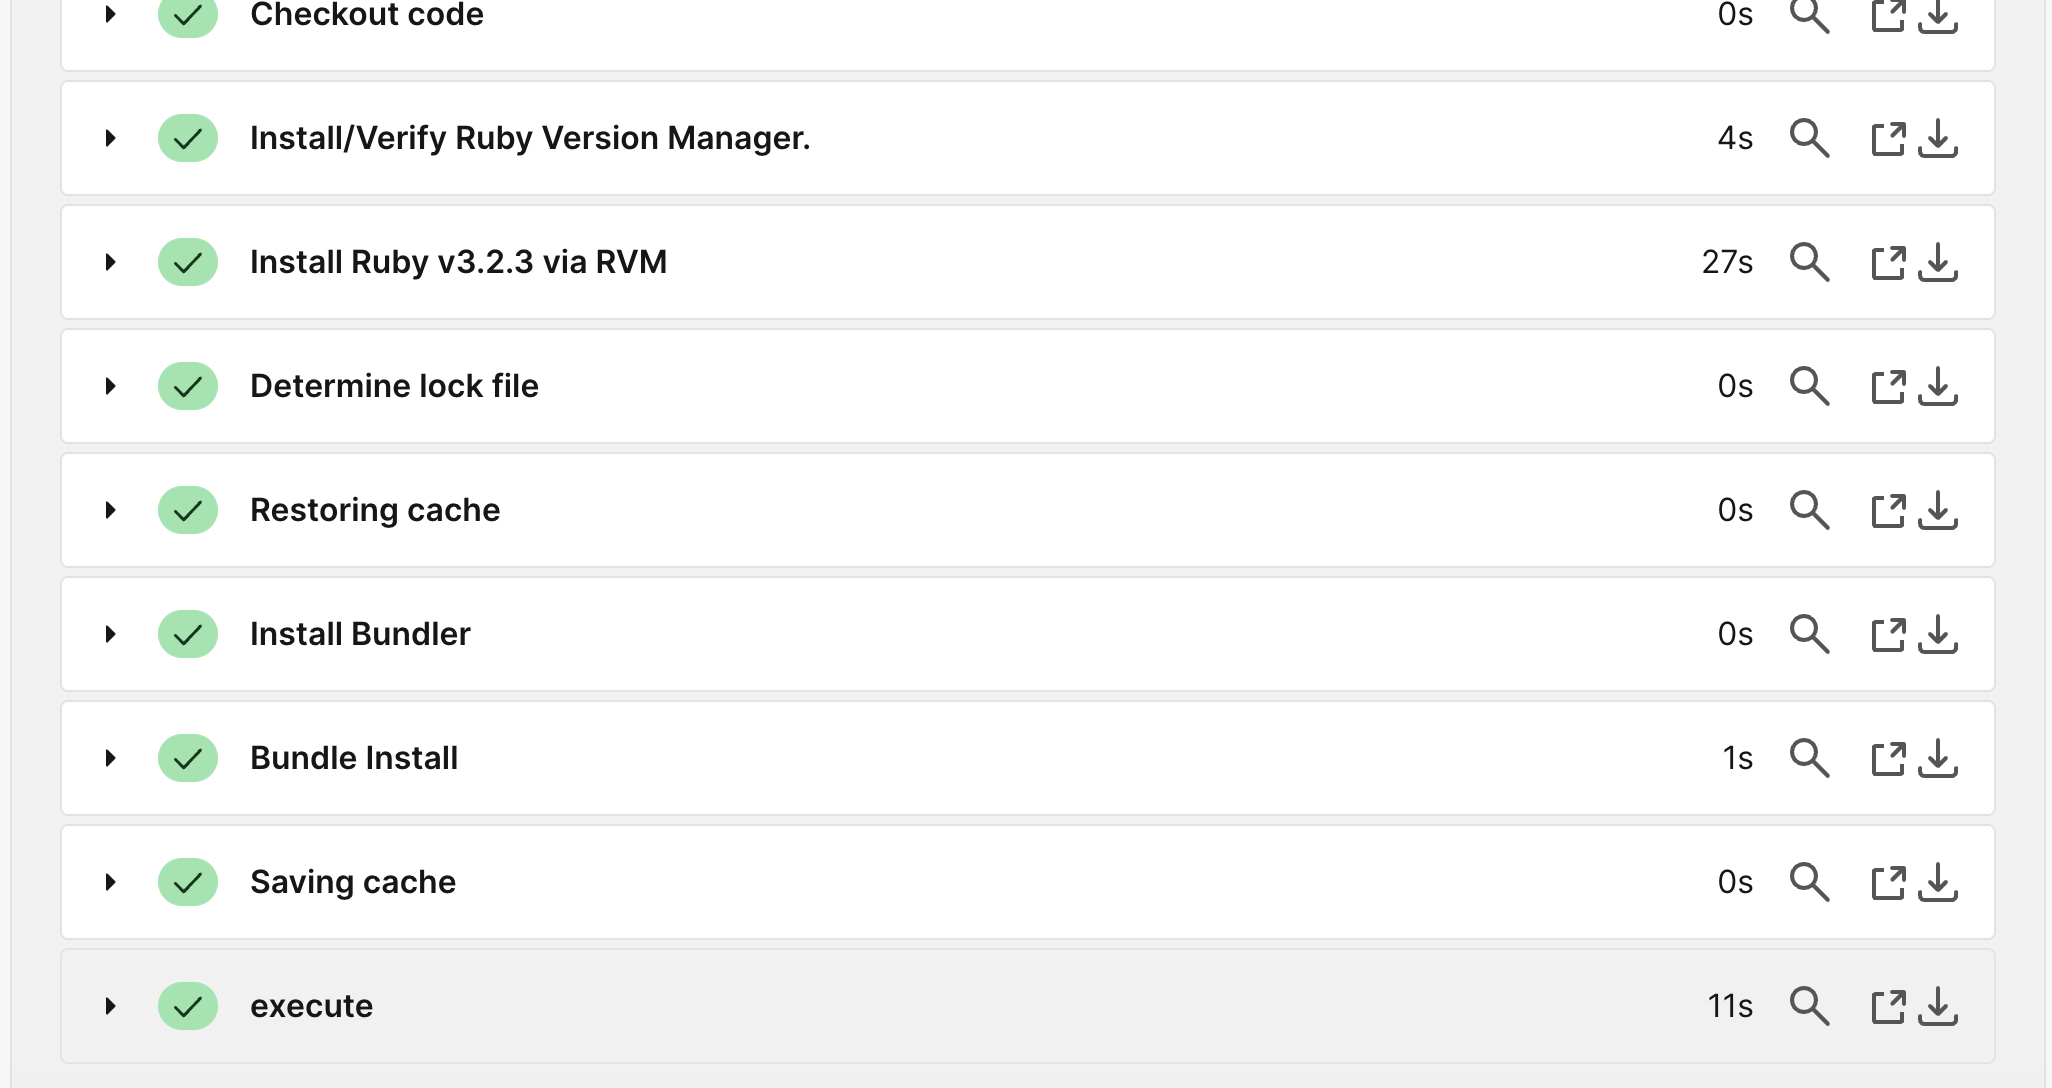 Checkout code 0s
Install/Verify Ruby Version Manager. 4s
Install Ruby v3.2.3 via RVM 27s
Determine lock file 0s
Restoring cache 0s
Install Bundler 0s
Bundle Install 1s
Saving cache 0s
execute 11s